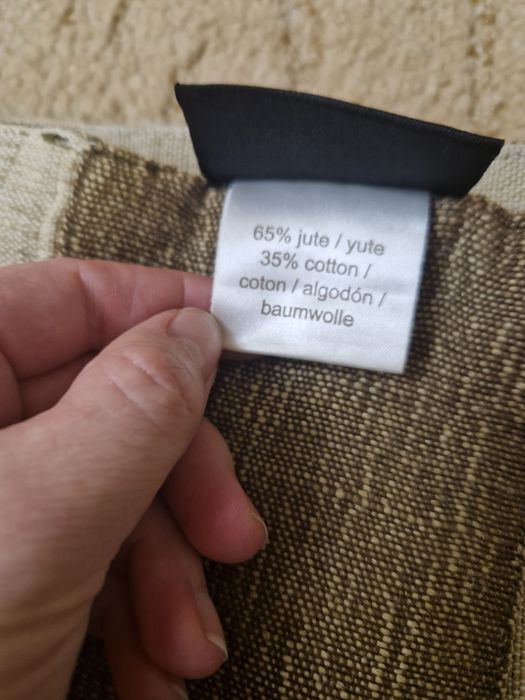 65% jute / yute
35% cotton /
coton / algodón /
baumwolle